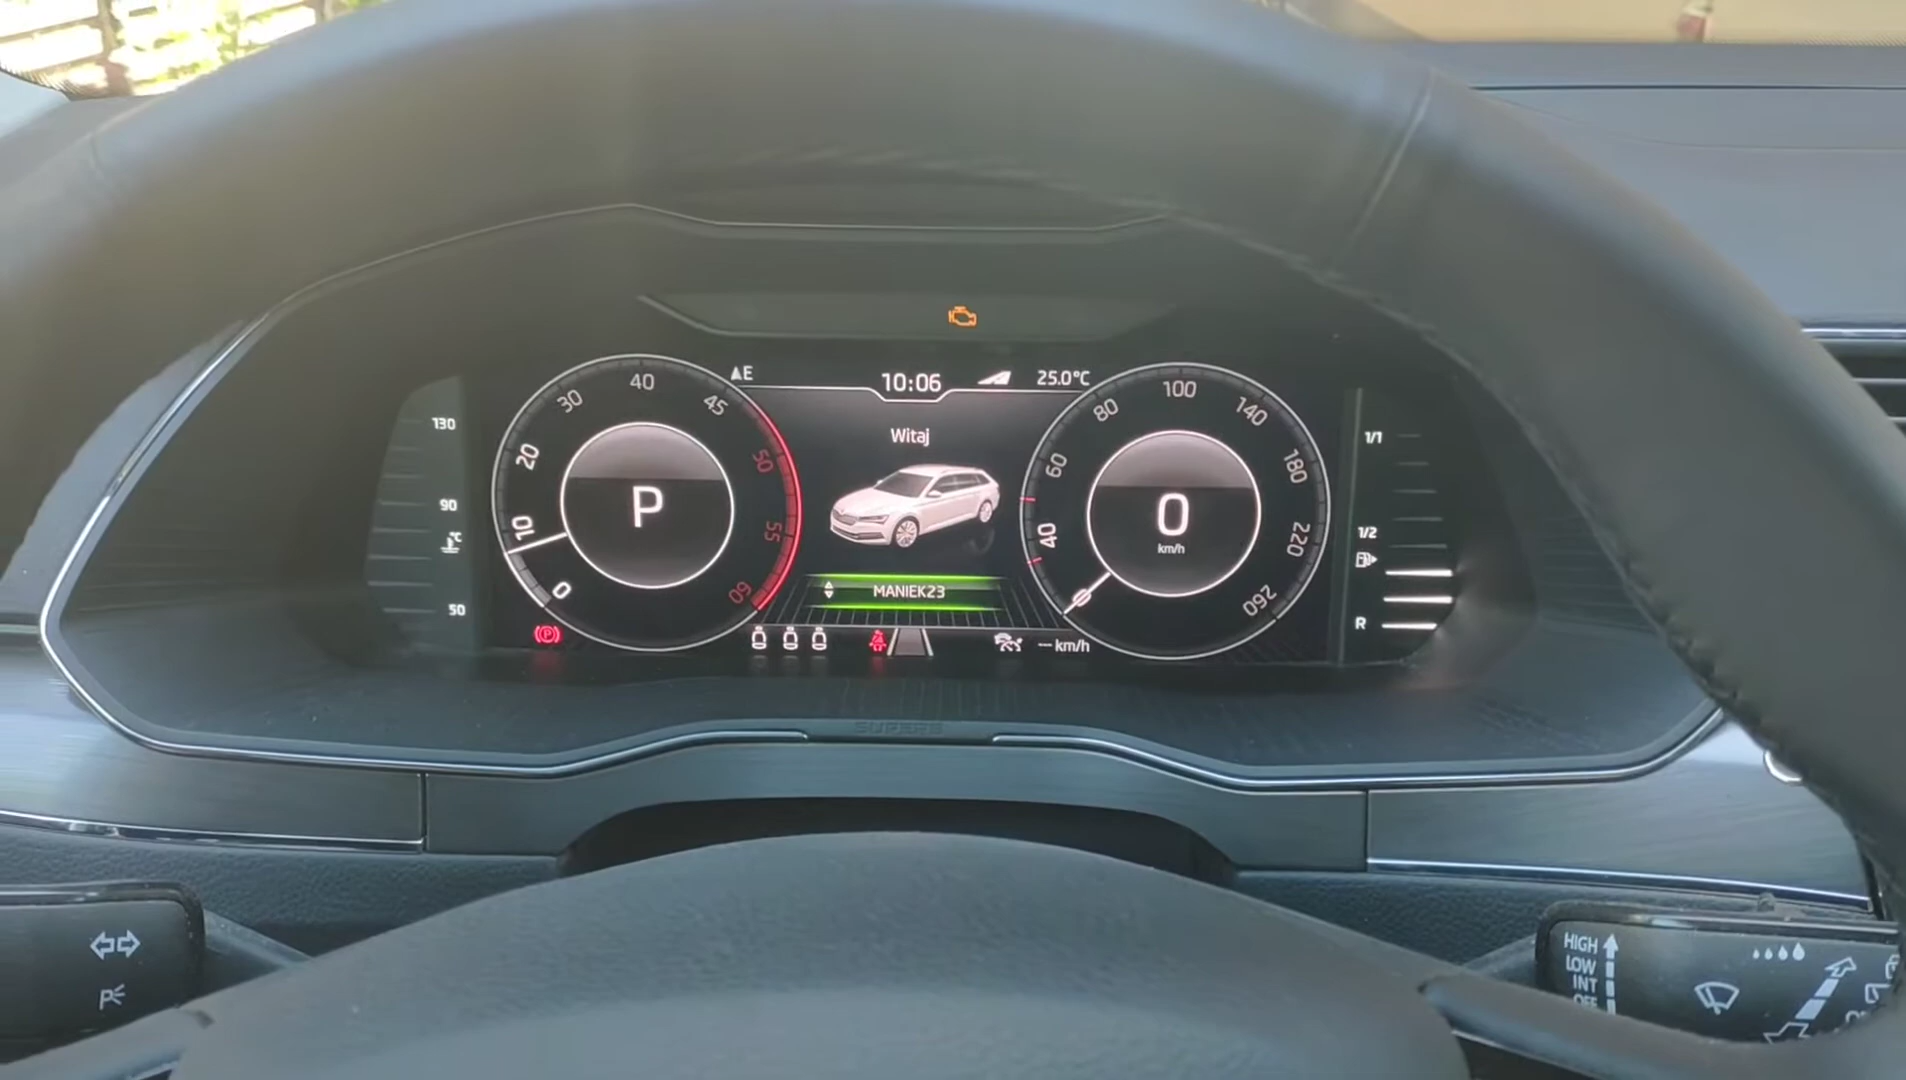 E
10:06
25.0°C
Witaj
MANIEK23
--- km/h
130
90
°C
50
0
10
20
30
40
45
50
55
60
P
40
60
80
100
140
180
220
260
0
km/h
1/1
1/2
R
P
SUPERB
P
HIGH
LOW
INT
OFF